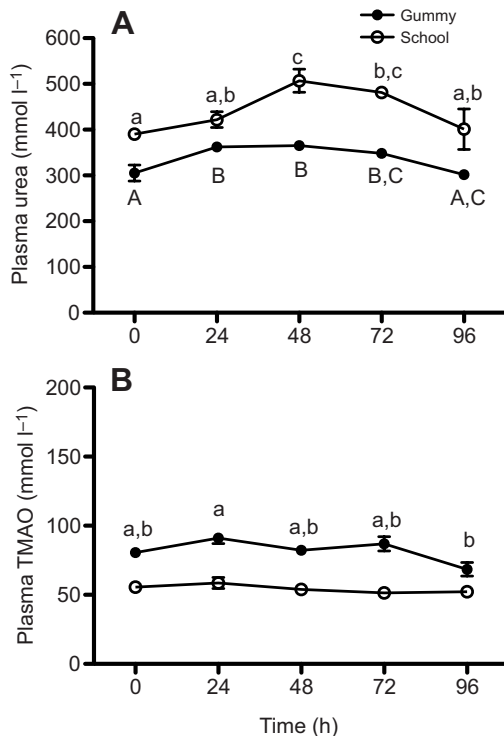 A
Gummy
School
Plasma urea (mmol l–1)
600
500
400
300
200
100
0
a
a,b
c
b,c
a,b
A
B
B
B,C
A,C
0 24 48 72 96
B
Plasma TMAO (mmol l–1)
200
150
100
50
0
a,b
a
a,b
a,b
b
0 24 48 72 96
Time (h)